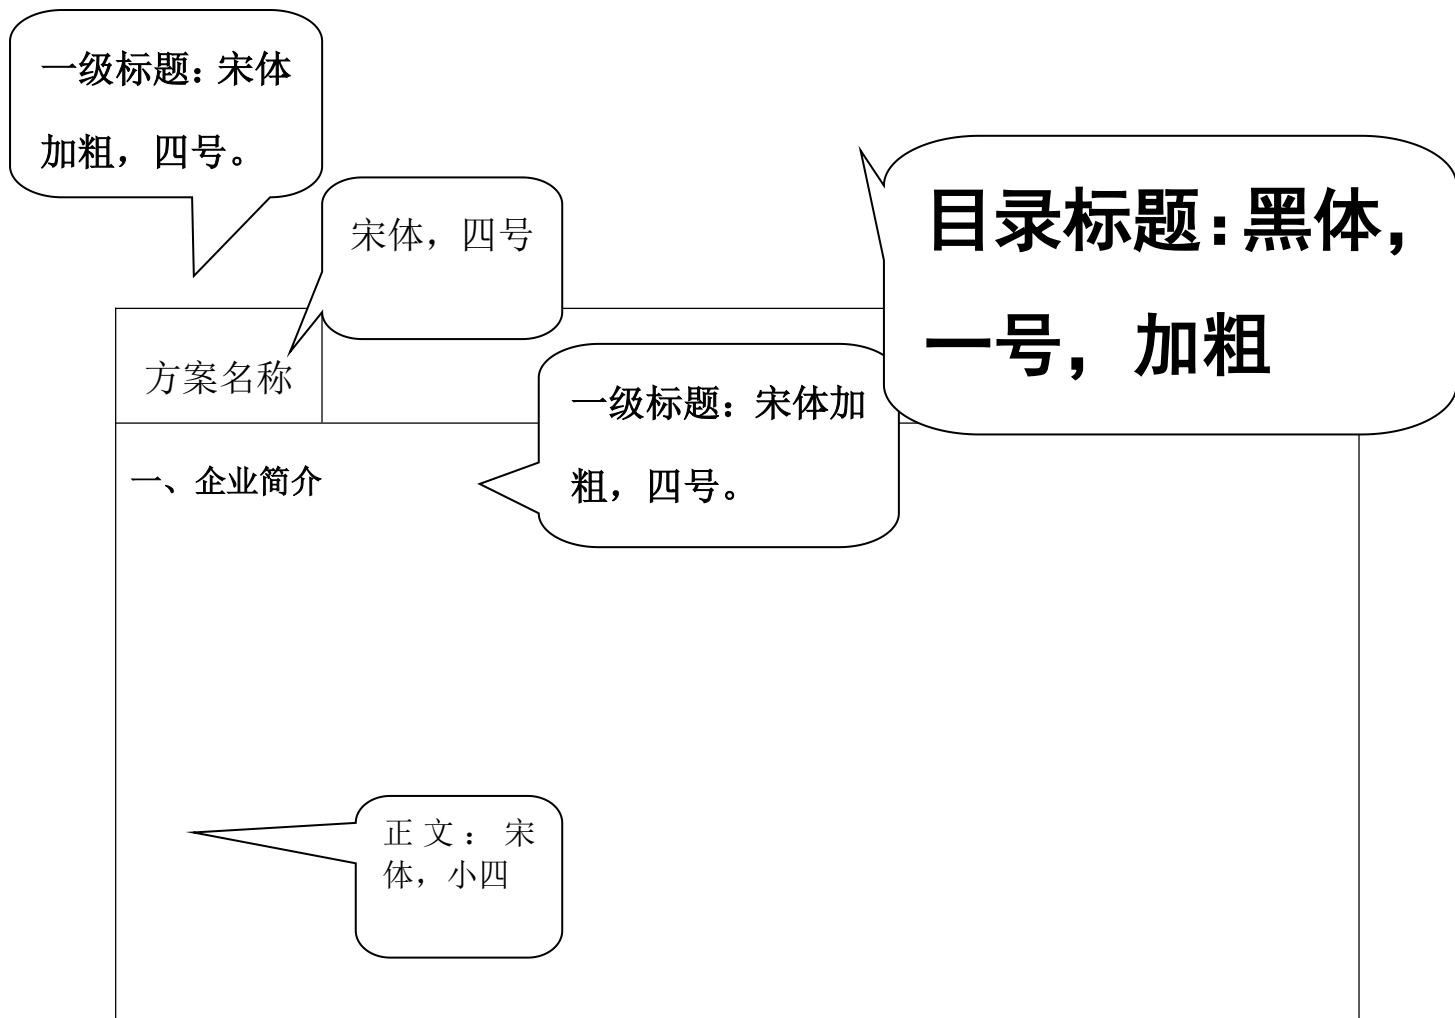 一级标题：宋体
加粗，四号。
宋体，四号
目录标题：黑体，
一号，加粗
方案名称
一级标题：宋体加
粗，四号。
一、企业简介
正文：宋
体，小四